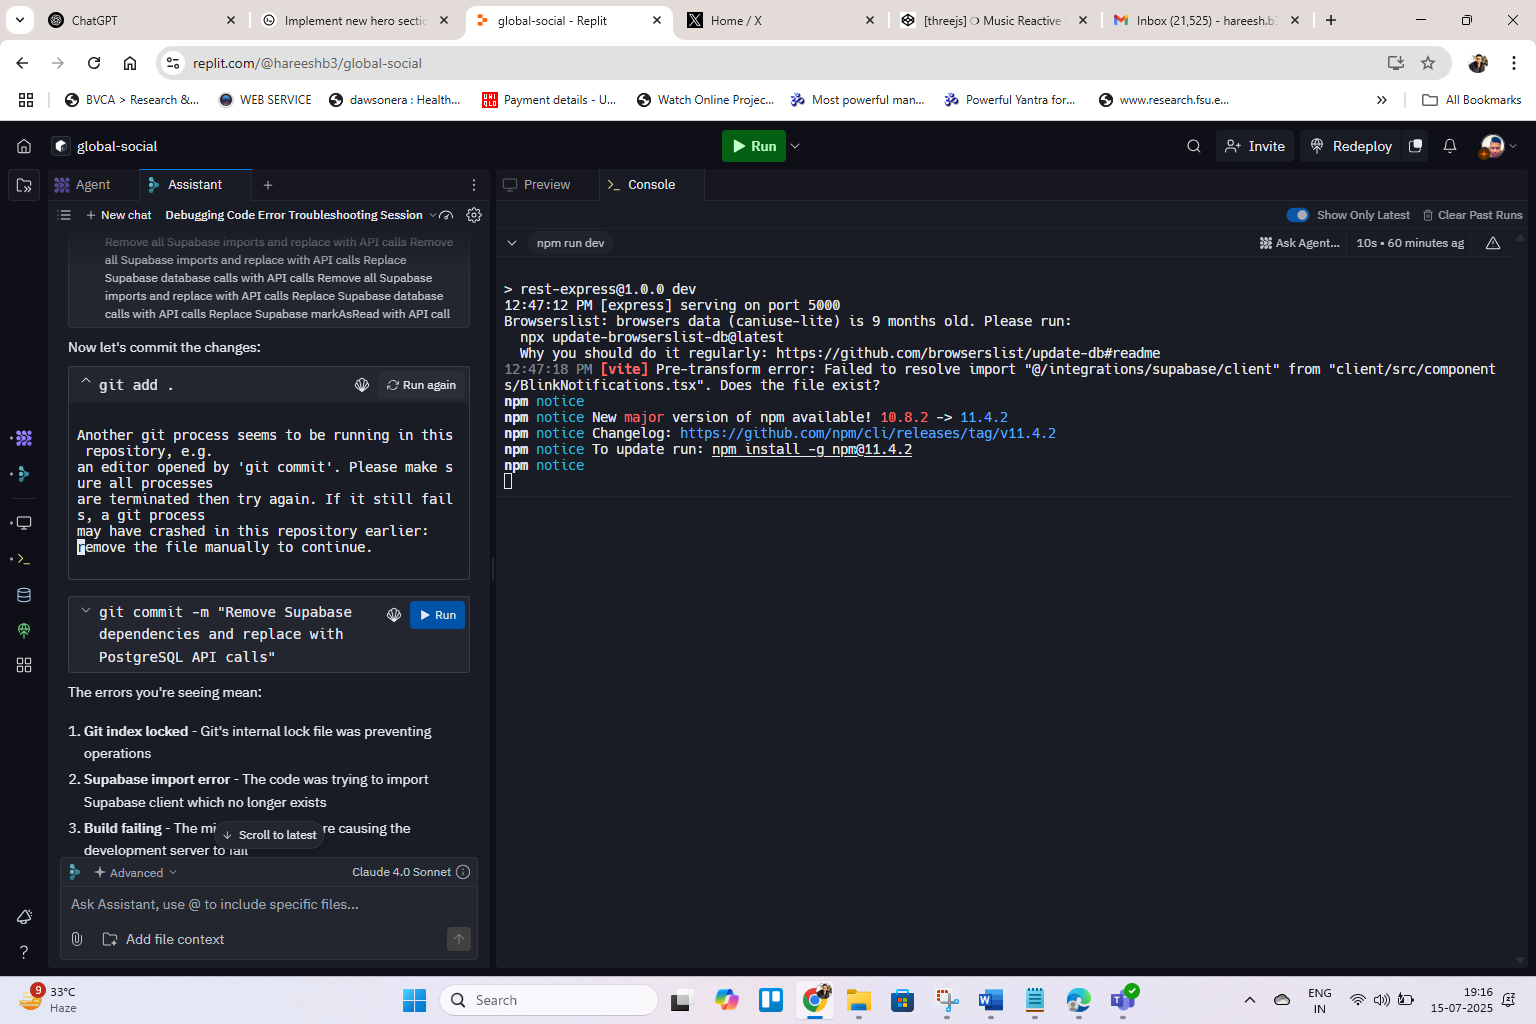 ChatGPT
Implement new hero sectic
global-social - Replit
Home / X
[threejs] ❍ Music Reactive
Inbox (21,525) - hareesh.b3
replit.com/@hareeshb3/global-social
BVCA > Research &...
WEB SERVICE
dawsonera : Health...
UNI QLO
Payment details - U...
Watch Online Projec...
Most powerful man...
Powerful Yantra for...
www.research.fsu.e...
All Bookmarks
global-social
Run
Invite
Redeploy
Agent
Assistant
Preview
Console
New chat
Debugging Code Error Troubleshooting Session
Show Only Latest
Clear Past Runs
npm run dev
Ask Agent...
10s • 60 minutes ag
Remove all Supabase imports and replace with API calls Remove
all Supabase imports and replace with API calls Replace
Supabase database calls with API calls Remove all Supabase
imports and replace with API calls Replace Supabase database
calls with API calls Replace Supabase markAsRead with API call
Now let's commit the changes:
git add .
Run again
Another git process seems to be running in this
repository, e.g.
an editor opened by 'git commit'. Please make s
ure all processes
are terminated then try again. If it still fail
s, a git process
may have crashed in this repository earlier:
remove the file manually to continue.
git commit -m "Remove Supabase
dependencies and replace with
PostgreSQL API calls"
Run
The errors you're seeing mean:
1. Git index locked - Git's internal lock file was preventing
operations
2. Supabase import error - The code was trying to import
Supabase client which no longer exists
3. Build failing - The mi
re causing the
development server to fail
Scroll to latest
Advanced
Claude 4.0 Sonnet
Ask Assistant, use @ to include specific files...
Add file context
> rest-express@1.0.0 dev
12:47:12 PM [express] serving on port 5000
Browserslist: browsers data (caniuse-lite) is 9 months old. Please run:
npx update-browserslist-db@latest
Why you should do it regularly: https://github.com/browserslist/update-db#readme
12:47:18 PM [vite] Pre-transform error: Failed to resolve import "@/integrations/supabase/client" from "client/src/component
s/BlinkNotifications.tsx". Does the file exist?
npm notice
npm notice New major version of npm available! 10.8.2 -> 11.4.2
npm notice Changelog: https://github.com/npm/cli/releases/tag/v11.4.2
npm notice To update run: npm install -g npm@11.4.2
npm notice
9
33°C
Haze
Search
ENG
IN
19:16
15-07-2025